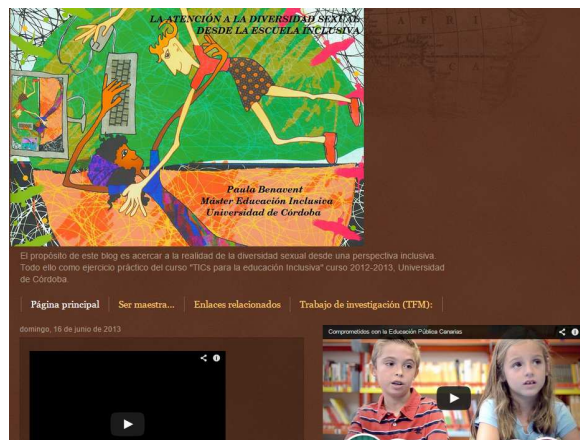 LA ATENCIÓN A LA DIVERSIDAD SEXUAL
DESDE LA ESCUELA INCLUSIVA
Paula Benavent
Máster Educación Inclusiva
Universidad de Córdoba
El propósito de este blog es acercar a la realidad de la diversidad sexual desde una perspectiva inclusiva.
Todo ello como ejercicio práctico del curso "TICs para la educación Inclusiva" curso 2012-2013, Universidad
de Córdoba.
Página principal
Ser maestra...
Enlaces relacionados
Trabajo de investigación (TFM):
domingo, 16 de junio de 2013
Comprometidos con la Educación Pública Canarias